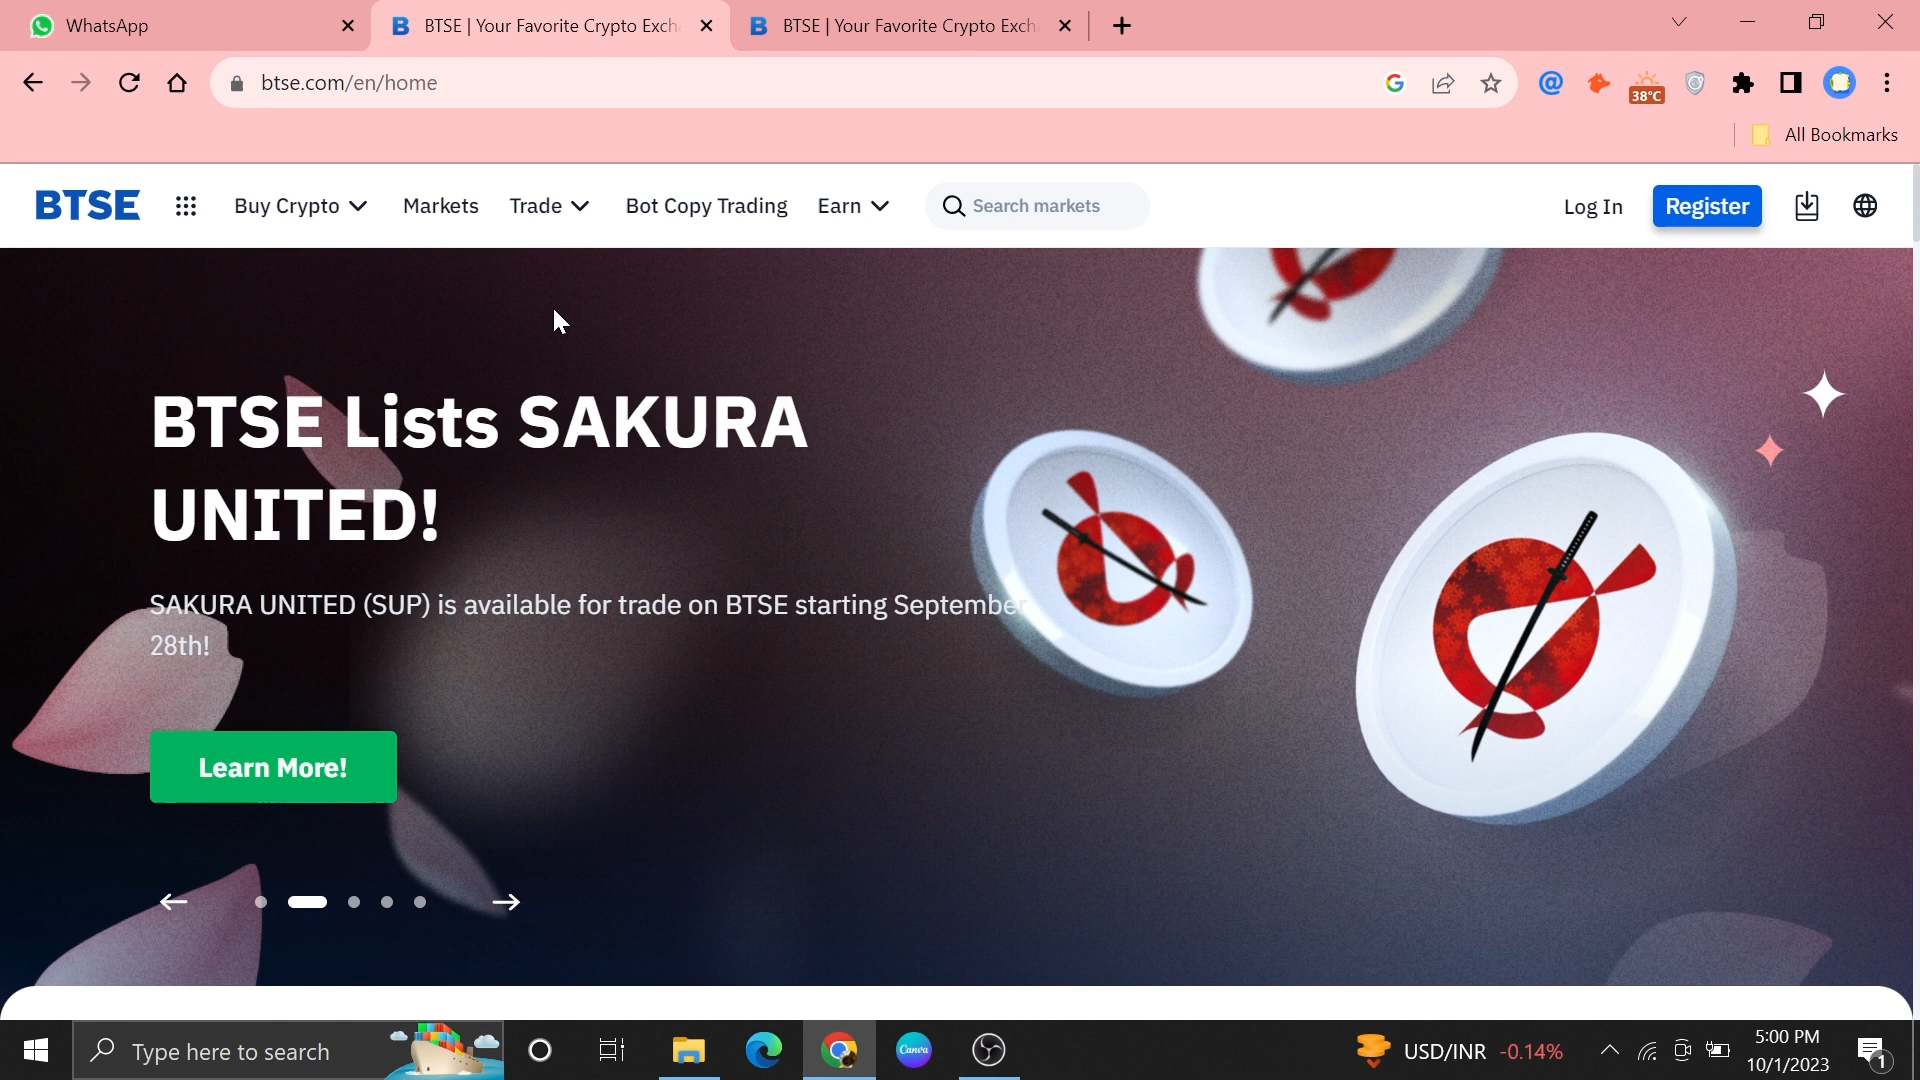 WhatsApp
BTSE | Your Favorite Crypto Exch
BTSE | Your Favorite Crypto Exch
btse.com/en/home
38°C
All Bookmarks
BTSE
Buy Crypto
Markets
Trade
Bot Copy Trading
Earn
Search markets
Log In
Register
BTSE Lists SAKURA
UNITED!
SAKURA UNITED (SUP) is available for trade on BTSE starting September
28th!
Learn More!
Type here to search
Canva
USD/INR -0.14%
5:00 PM
10/1/2023
1